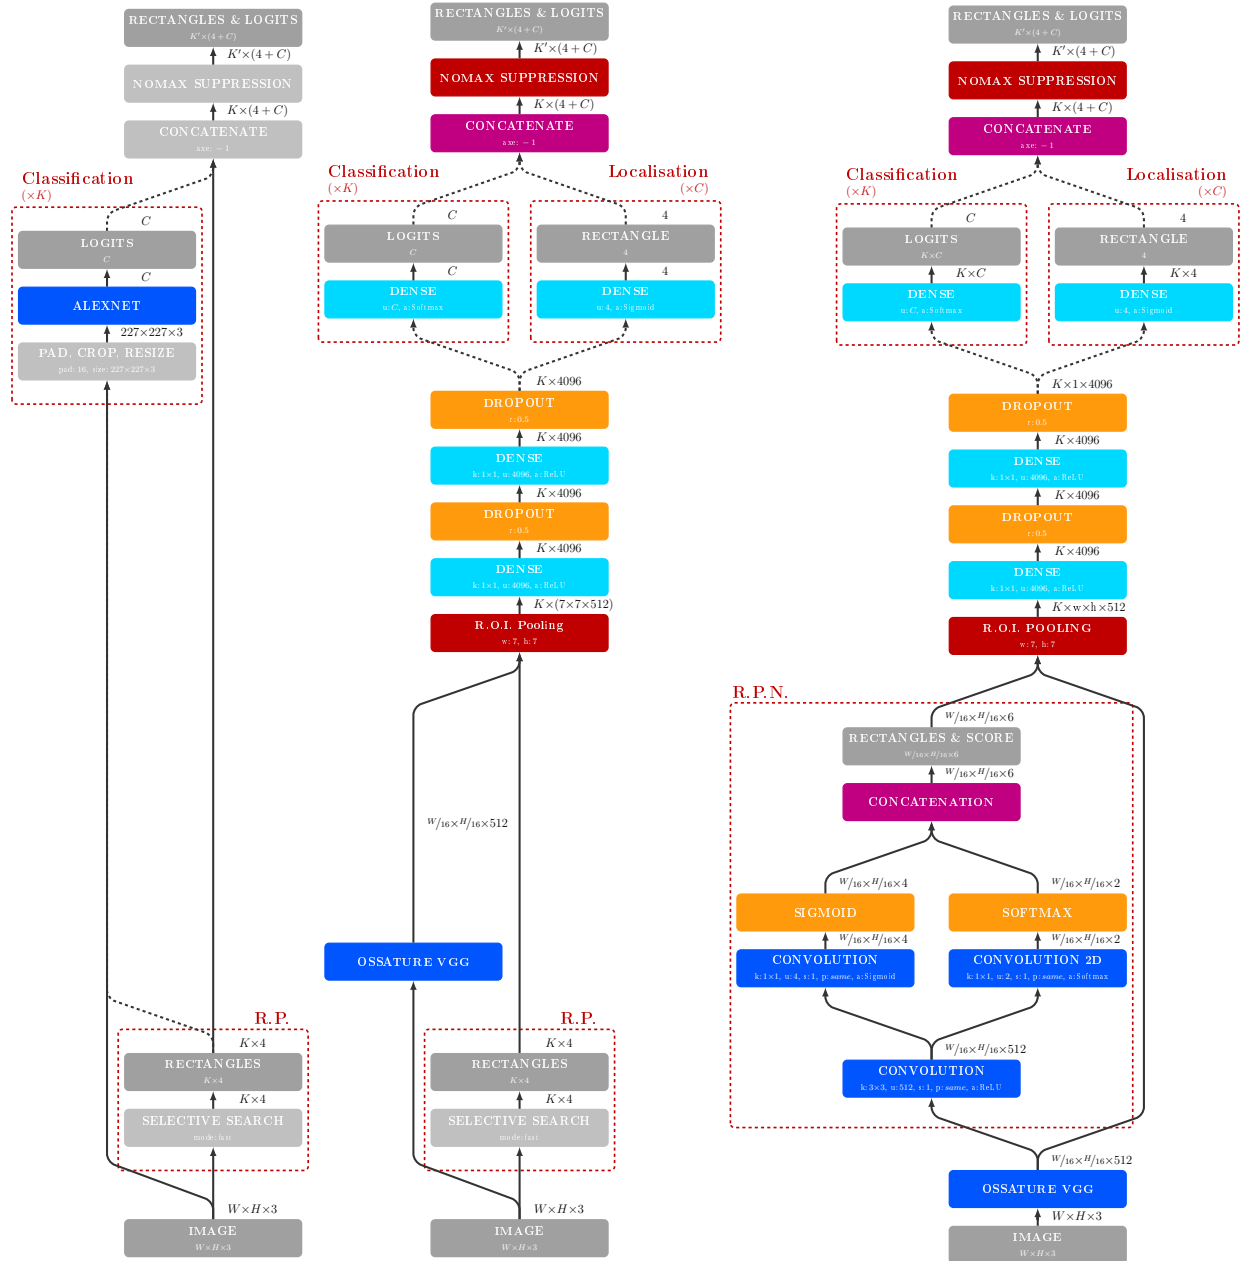 RECTANGLES & LOGITS
K′×(4 + C)
K′×(4 + C)
NOMAX SUPPRESSION
K×(4 + C)
CONCATENATE
axe: − 1
Classification
(×K)
C
LOGITS
C
C
ALEXNET
227×227×3
PAD, CROP, RESIZE
pad: 16, size: 227×227×3
R.P.
K×4
RECTANGLES
K×4
K×4
SELECTIVE SEARCH
mode: fast
W×H×3
IMAGE
W×H×3
RECTANGLES & LOGITS
K′×(4 + C)
K′×(4 + C)
NOMAX SUPPRESSION
K×(4 + C)
CONCATENATE
axe: − 1
Classification
(×K)
Localisation
(×C)
C
4
LOGITS
C
RECTANGLE
4
C
4
DENSE
u: C, a:Softmax
DENSE
u:4, a:Sigmoid
K×4096
DROPOUT
r:0.5
K×4096
DENSE
k:1×1, u:4096, a:ReLU
K×4096
DROPOUT
r:0.5
K×4096
DENSE
k:1×1, u:4096, a:ReLU
K×(7×7×512)
R.O.I. Pooling
w:7, h:7
W/16×H/16×512
OSSATURE VGG
R.P.
K×4
RECTANGLES
K×4
K×4
SELECTIVE SEARCH
mode: fast
W×H×3
IMAGE
W×H×3
RECTANGLES & LOGITS
K′×(4 + C)
K′×(4 + C)
NOMAX SUPPRESSION
K×(4 + C)
CONCATENATE
axe: − 1
Classification
(×K)
Localisation
(×C)
C
4
LOGITS
K×C
RECTANGLE
4
K×C
K×4
DENSE
u: C, a:Softmax
DENSE
u:4, a:Sigmoid
K×1×4096
DROPOUT
r:0.5
K×4096
DENSE
k:1×1, u:4096, a:ReLU
K×4096
DROPOUT
r:0.5
K×4096
DENSE
k:1×1, u:4096, a:ReLU
K×w×h×512
R.O.I. POOLING
w:7, h:7
R.P.N.
W/16×H/16×6
RECTANGLES & SCORE
W/16×H/16×6
W/16×H/16×6
CONCATENATION
W/16×H/16×4
W/16×H/16×2
SIGMOID
SOFTMAX
W/16×H/16×4
W/16×H/16×2
CONVOLUTION
k:1×1, u:4, s:1, p:same, a:Sigmoid
CONVOLUTION 2D
k:1×1, u:2, s:1, p:same, a:Softmax
W/16×H/16×512
CONVOLUTION
k:3×3, u:512, s:1, p:same, a:ReLU
W/16×H/16×512
OSSATURE VGG
W×H×3
IMAGE
W×H×3